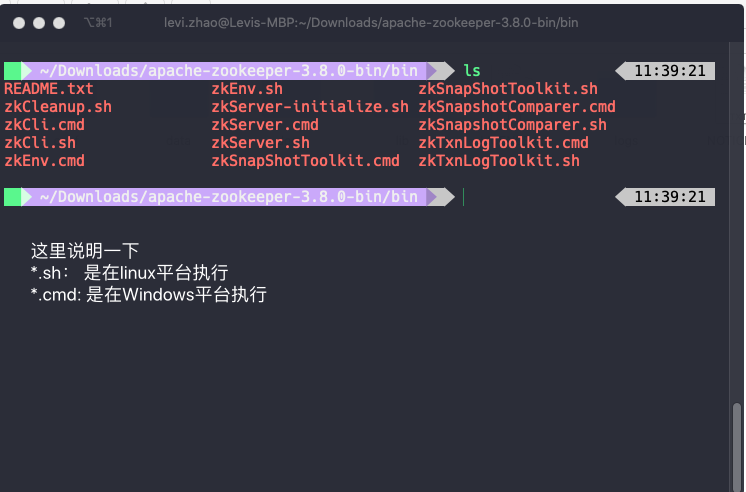 ⌥⌘1 levi.zhao@Levis-MBP:~/Downloads/apache-zookeeper-3.8.0-bin/bin
~/Downloads/apache-zookeeper-3.8.0-bin/bin ls 11:39:21
README.txt zkEnv.sh zkSnapShotToolkit.sh
zkCleanup.sh zkServer-initialize.sh zkSnapshotComparer.cmd
zkCli.cmd zkServer.cmd zkSnapshotComparer.sh
zkCli.sh zkServer.sh zkTxnLogToolkit.cmd
zkEnv.cmd zkSnapShotToolkit.cmd zkTxnLogToolkit.sh
~/Downloads/apache-zookeeper-3.8.0-bin/bin 11:39:21
这里说明一下
*.sh： 是在linux平台执行
*.cmd: 是在Windows平台执行